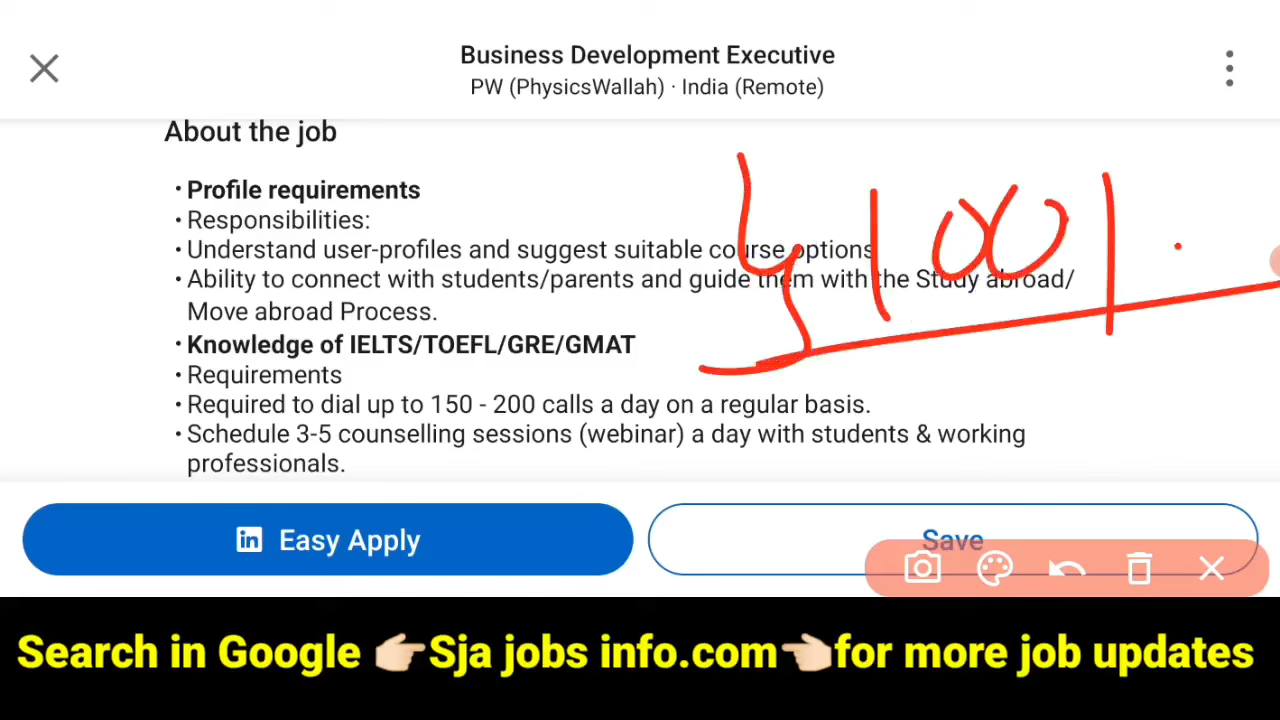 Business Development Executive
PW (PhysicsWallah) · India (Remote)
About the job
• Profile requirements
• Responsibilities:
• Understand user-profiles and suggest suitable course options
• Ability to connect with students/parents and guide them with the Study abroad/
Move abroad Process.
• Knowledge of IELTS/TOEFL/GRE/GMAT
• Requirements
• Required to dial up to 150 - 200 calls a day on a regular basis.
• Schedule 3-5 counselling sessions (webinar) a day with students & working
professionals.
in Easy Apply
Save
Search in Google 👉🏻Sja jobs info.com👈🏻for more job updates